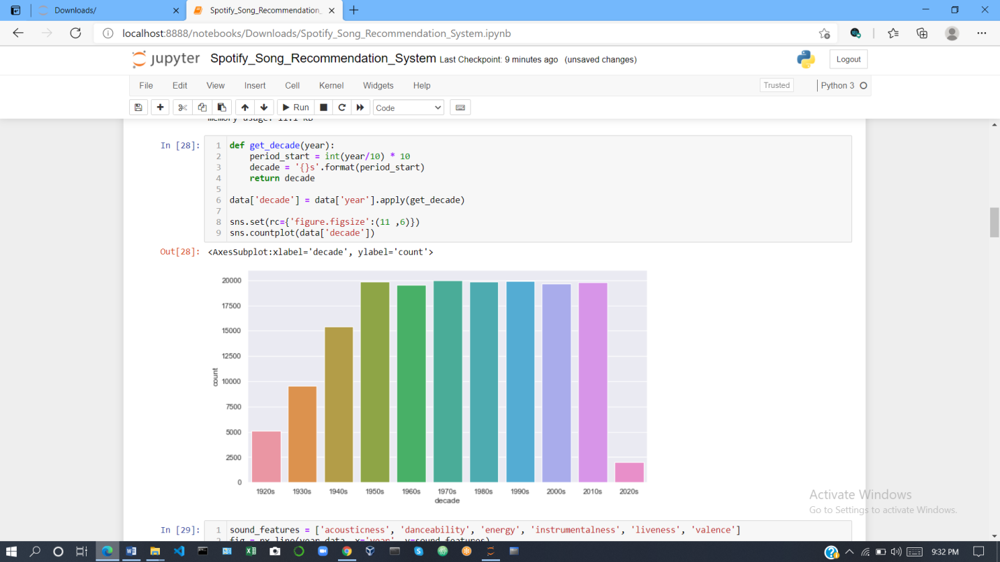 Downloads/
Spotify_Song_Recommendation_
localhost:8888/notebooks/Downloads/Spotify_Song_Recommendation_System.ipynb
jupyter Spotify_Song_Recommendation_System Last Checkpoint: 9 minutes ago (unsaved changes)
Logout
File Edit View Insert Cell Kernel Widgets Help
Trusted
Python 3
Run
Code
memory usage: 11.1 KB
In [28]:
1 def get_decade(year):
2 period_start = int(year/10) * 10
3 decade = '{}s'.format(period_start)
4 return decade
5
6 data['decade'] = data['year'].apply(get_decade)
7
8 sns.set(rc={'figure.figsize':(11 ,6)})
9 sns.countplot(data['decade'])
Out[28]: <AxesSubplot:xlabel='decade', ylabel='count'>
20000
17500
15000
12500
10000
7500
5000
2500
0
count
1920s 1930s 1940s 1950s 1960s 1970s 1980s 1990s 2000s 2010s 2020s
decade
Activate Windows
Go to Settings to activate Windows.
In [29]:
1 sound_features = ['acousticness', 'danceability', 'energy', 'instrumentalness', 'liveness', 'valence']
2 fig = px.line(year_data, x='year', y=sound_features)
9:32 PM